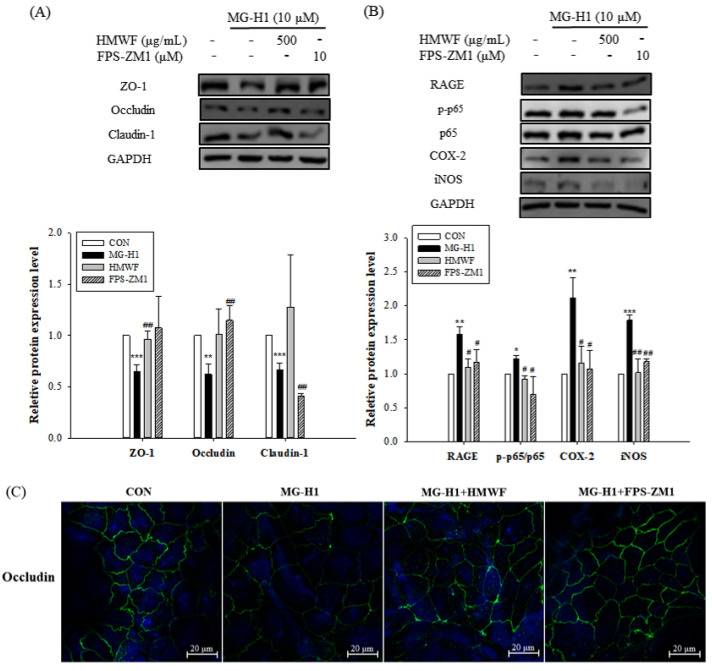 (A)
MG-H1 (10 µM)
HMWF (µg/mL) - - 500 -
FPS-ZM1 (µM) - - - 10
ZO-1
Occludin
Claudin-1
GAPDH
Reletive protein expression level
2.0
1.5
1.0
0.5
0.0
CON
MG-H1
HMWF
FPS-ZM1
*** ## ** ## *** ##
ZO-1 Occludin Claudin-1
(B)
MG-H1 (10 µM)
HMWF (µg/mL) - - 500 -
FPS-ZM1 (µM) - - - 10
RAGE
p-p65
p65
COX-2
iNOS
GAPDH
Reletive protein expression level
3.0
2.5
2.0
1.5
1.0
0.5
0.0
CON
MG-H1
HMWF
FPS-ZM1
** # # * # # ** # # *** ## ##
RAGE p-p65/p65 COX-2 iNOS
(C)
CON MG-H1 MG-H1+HMWF MG-H1+FPS-ZM1
Occludin
20 µm 20 µm 20 µm 20 µm